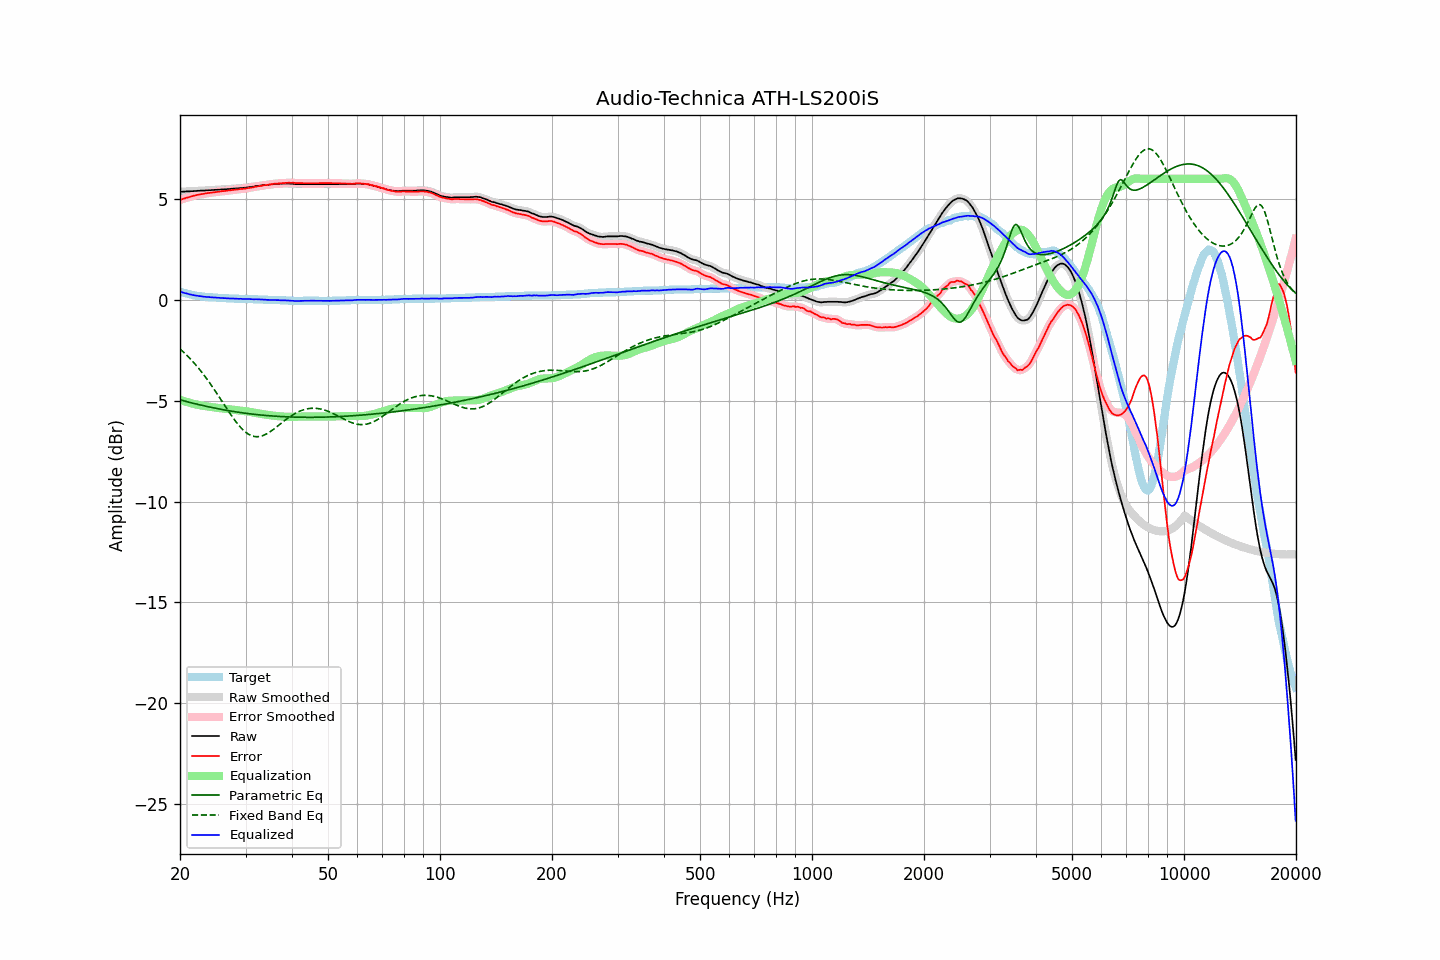 Audio-Technica ATH-LS200iS
Amplitude (dBr)
5
0
−5
−10
−15
−20
−25
Target
Raw Smoothed
Error Smoothed
Raw
Error
Equalization
Parametric Eq
Fixed Band Eq
Equalized
20 50 100 200 500 1000 2000 5000 10000 20000
Frequency (Hz)